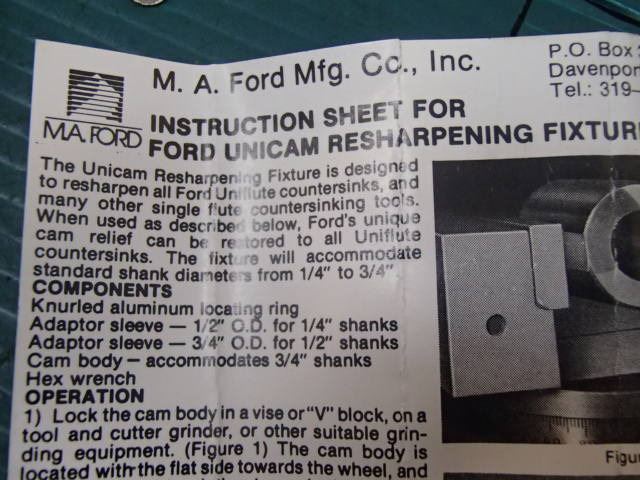 M. A. Ford Mfg. Co., Inc.
P.O. Box
Davenpor
Tel.: 319–
M.A. FORD
INSTRUCTION SHEET FOR
FORD UNICAM RESHARPENING FIXTUR
The Unicam Resharpening Fixture is designed
to resharpen all Ford Uniflute countersinks, and
many other single flute countersinking tools.
When used as described below, Ford's unique
cam relief can be restored to all Uniflute
countersinks. The fixture will accommodate
standard shank diameters from 1/4" to 3/4"
COMPONENTS
Knurled aluminum locating ring
Adaptor sleeve — 1/2" O.D. for 1/4" shanks
Adaptor sleeve — 3/4" O.D. for 1/2" shanks
Cam body – accommodates 3/4" shanks
Hex wrench
OPERATION
1) Lock the cam body in a vise or "V" block, on a
tool and cutter grinder, or other suitable grin-
ding equipment. (Figure 1) The cam body is
located with the flat side towards the wheel, and
Figu